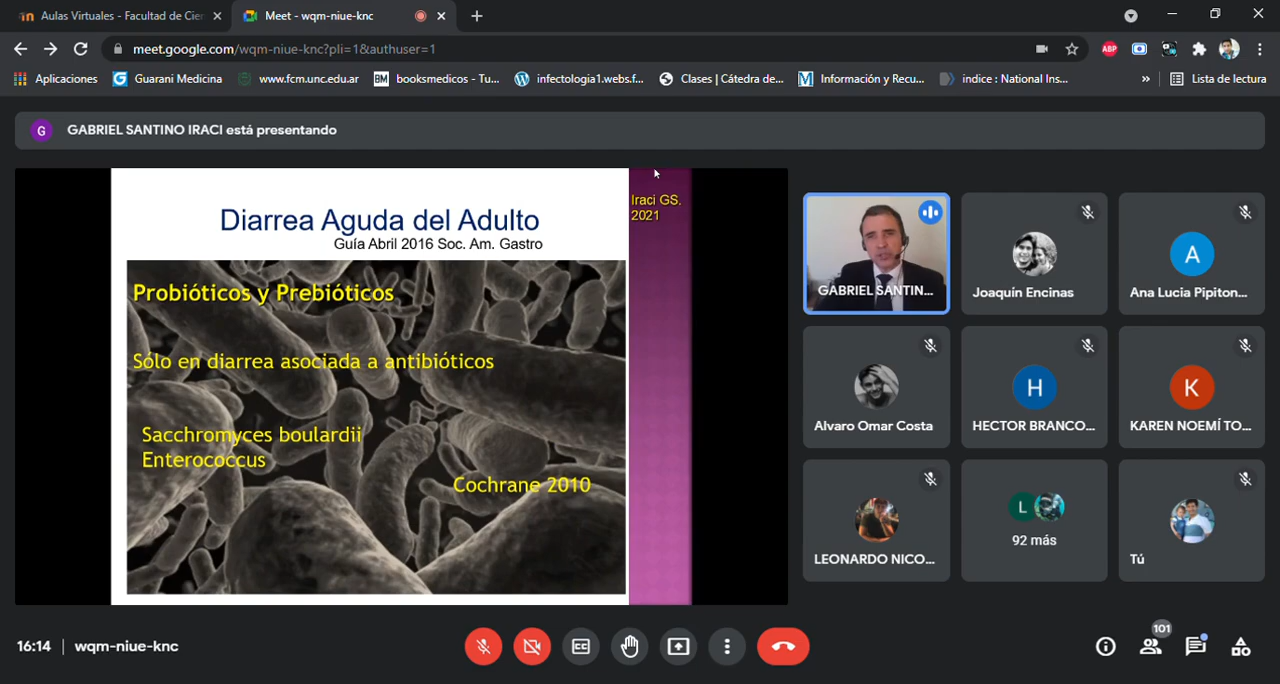 Aulas Virtuales - Facultad de Cier
Meet - wqm-niue-knc
meet.google.com/wqm-niue-knc?pli=1&authuser=1
ABP
Aplicaciones
Guarani Medicina
www.fcm.unc.edu.ar
BM booksmedicos - Tu...
infectologia1.webs.f...
Clases | Cátedra de...
Información y Recu...
indice : National Ins...
»
Lista de lectura
G GABRIEL SANTINO IRACI está presentando
Diarrea Aguda del Adulto
Guía Abril 2016 Soc. Am. Gastro
Iraci GS.
2021
Probióticos y Prebióticos
Sólo en diarrea asociada a antibióticos
Sacchromyces boulardii
Enterococcus
Cochrane 2010
GABRIEL SANTIN...
Joaquín Encinas
A
Ana Lucia Pipiton...
Alvaro Omar Costa
H
HECTOR BRANCO...
K
KAREN NOEMÍ TO...
LEONARDO NICO...
L
92 más
Tú
16:14 | wqm-niue-knc
CC
101